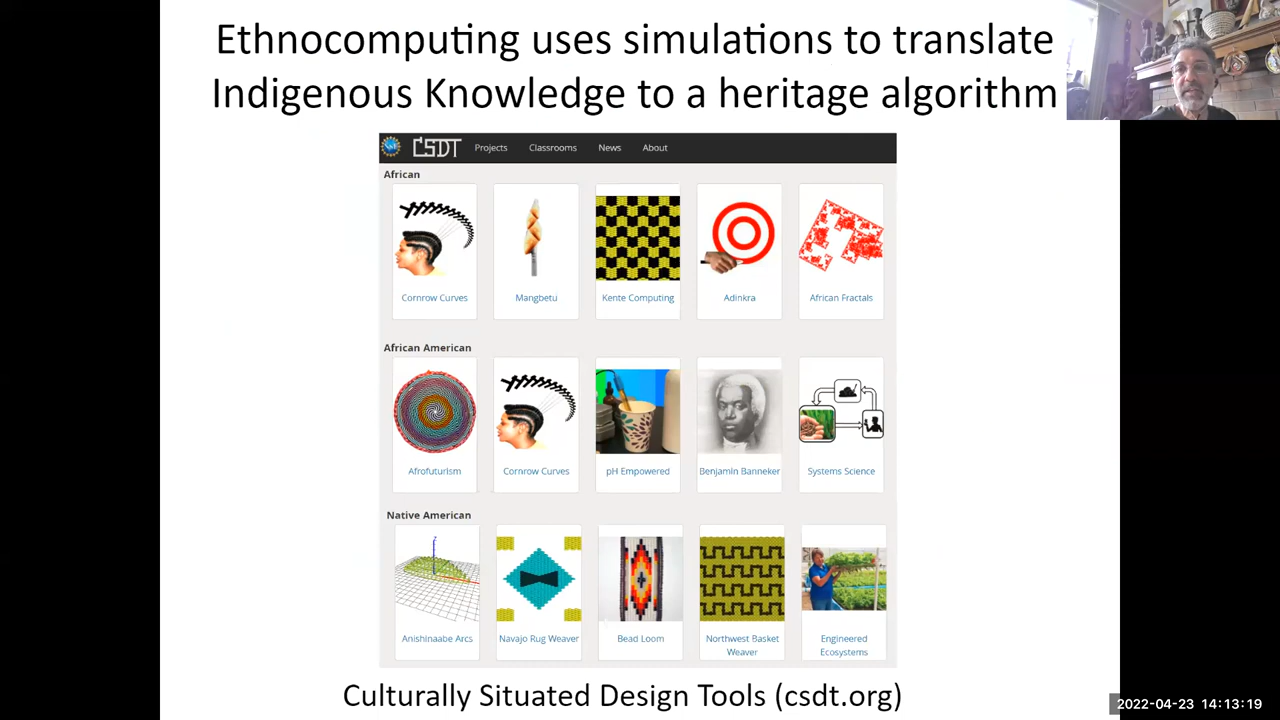 Ethnocomputing uses simulations to translate
Indigenous Knowledge to a heritage algorithm
CSDT Projects Classrooms News About
African
Cornrow Curves Mangbetu Kente Computing Adinkra African Fractals
African American
Afrofuturism Cornrow Curves pH Empowered Benjamin Banneker Systems Science
Native American
Anishinaabe Arcs Navajo Rug Weaver Bead Loom Northwest Basket Weaver Engineered Ecosystems
Culturally Situated Design Tools (csdt.org)
2022-04-23 14:13:19